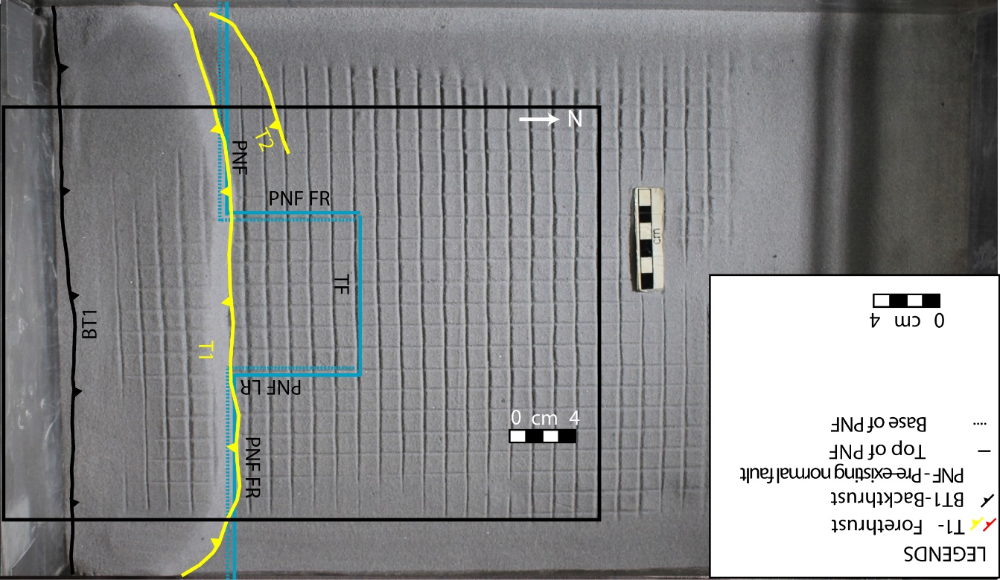 N
T2
PNF
PNF FR
TF
cm
BT1
T1
PNF LR
0 cm 4
PNF FR
0 cm 4
Base of PNF
Top of PNF
PNF-Pre-existing normal fault
BT1-Backthrust
T1- Forethrust
LEGENDS